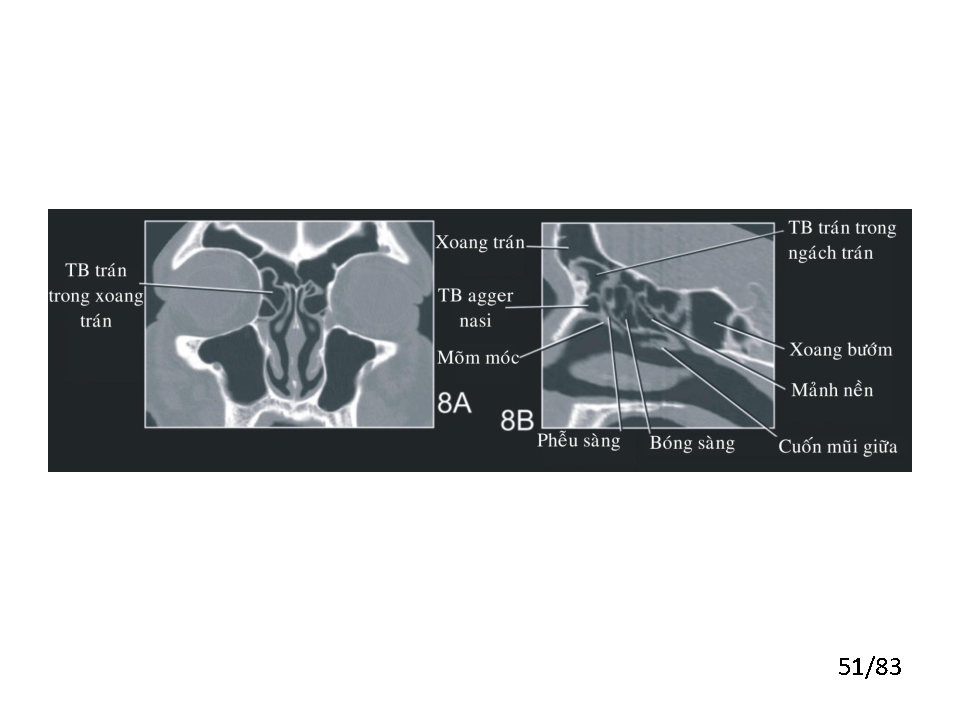 TB trán
trong xoang
trán
8A
Xoang trán
TB agger
nasi
Mõm móc
8B
Phễu sàng
Bóng sàng
TB trán trong
ngách trán
Xoang bướm
Mảnh nền
Cuốn mũi giữa
51/83